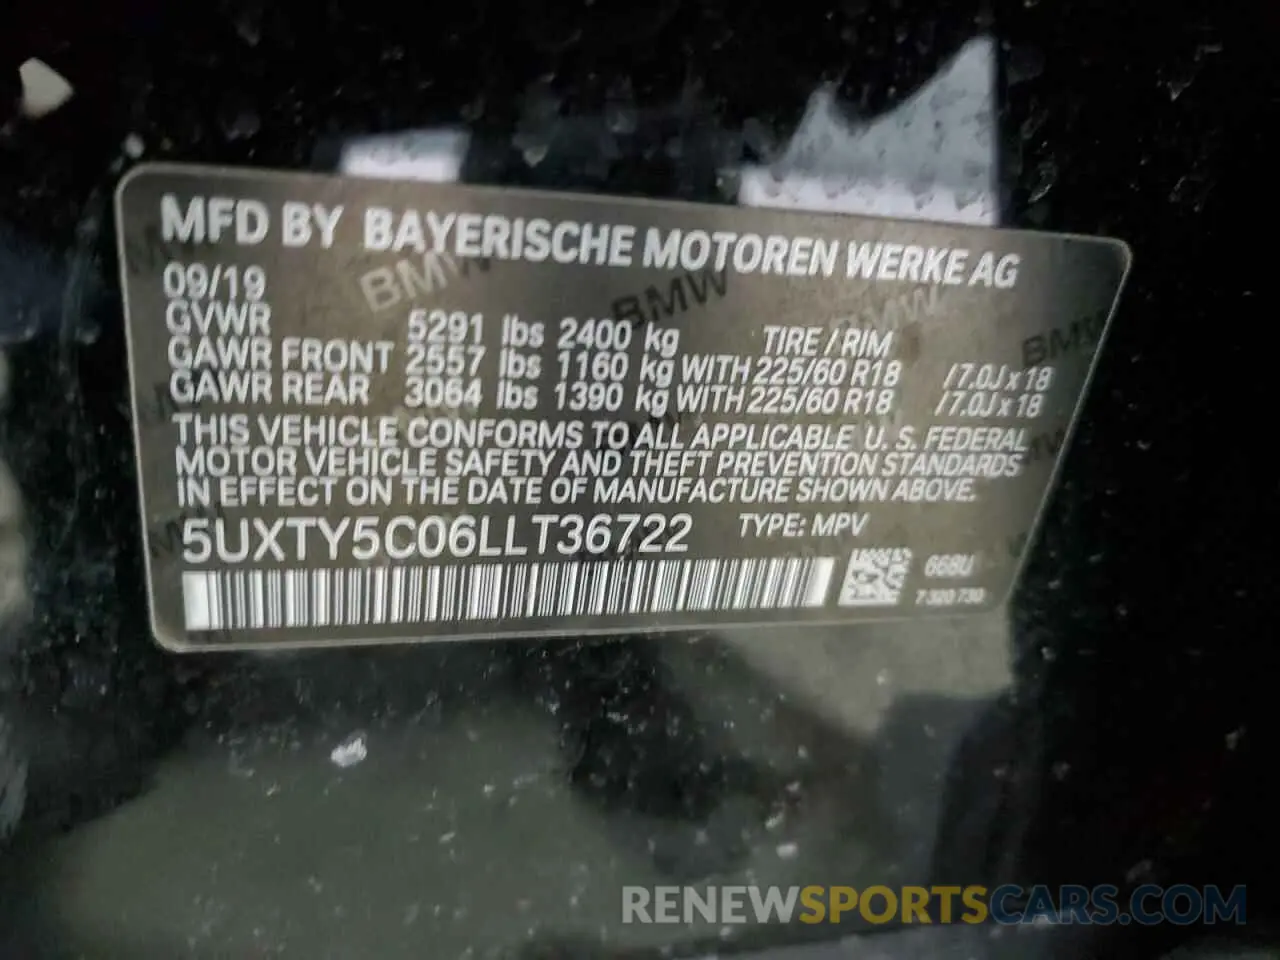 MFD BY BAYERISCHE MOTOREN WERKE AG
09/19
GVWR 5291 lbs 2400 kg TIRE / RIM
GAWR FRONT 2557 lbs 1160 kg WITH 225/60 R18 / 7.0J x 18
GAWR REAR 3064 lbs 1390 kg WITH 225/60 R18 / 7.0J x 18
THIS VEHICLE CONFORMS TO ALL APPLICABLE U. S. FEDERAL
MOTOR VEHICLE SAFETY AND THEFT PREVENTION STANDARDS
IN EFFECT ON THE DATE OF MANUFACTURE SHOWN ABOVE.
5UXTY5C06LLT36722 TYPE: MPV
668U
7 320 730
BMW BMW BMW
RENEWSPORTSCARS.COM